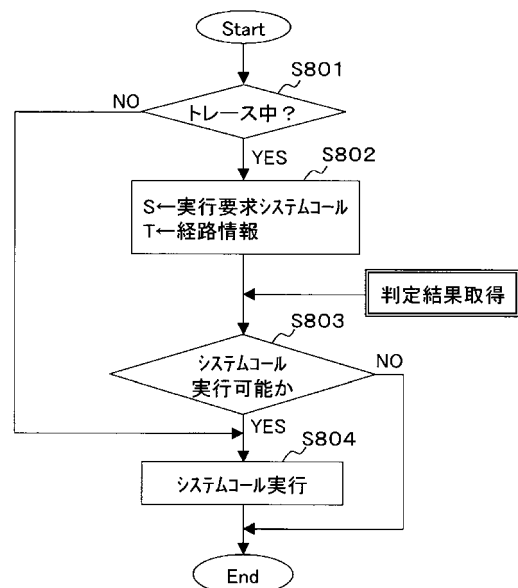 Start
S801
NO
トレース中？
YES
S802
S←実行要求システムコール
T←経路情報
判定結果取得
S803
システムコール
実行可能か
NO
YES
S804
システムコール実行
End